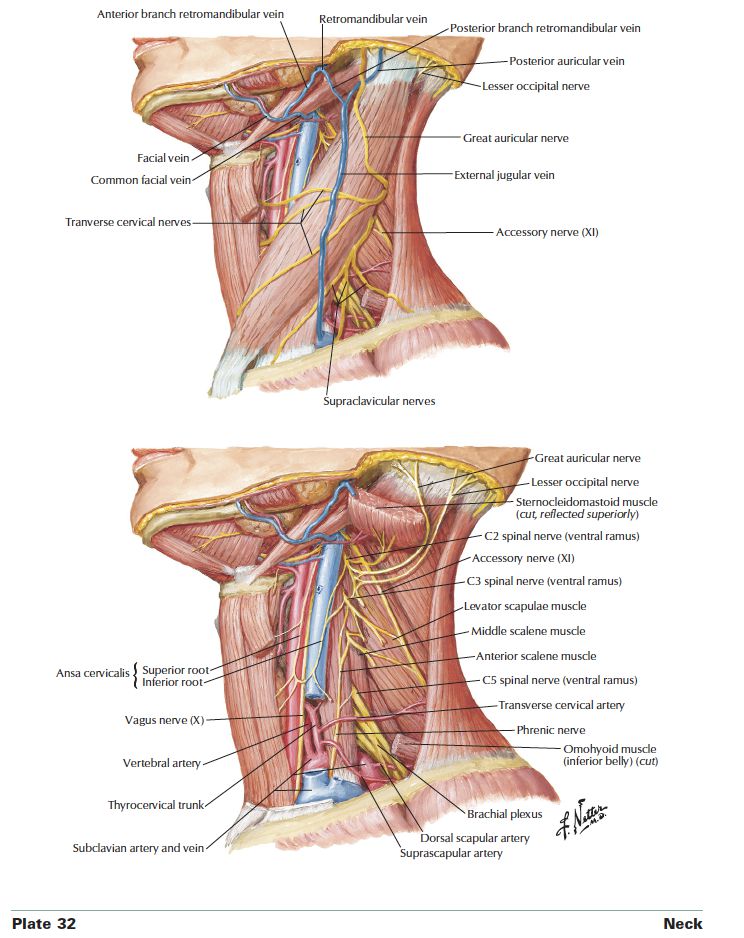 Anterior branch retromandibular vein
Retromandibular vein
Posterior branch retromandibular vein
Posterior auricular vein
Lesser occipital nerve
Great auricular nerve
Facial vein
Common facial vein
External jugular vein
Tranverse cervical nerves
Accessory nerve (XI)
Supraclavicular nerves
Great auricular nerve
Lesser occipital nerve
Sternocleidomastoid muscle
(cut, reflected superiorly)
C2 spinal nerve (ventral ramus)
Accessory nerve (XI)
C3 spinal nerve (ventral ramus)
Levator scapulae muscle
Middle scalene muscle
Anterior scalene muscle
Ansa cervicalis { Superior root
Inferior root
C5 spinal nerve (ventral ramus)
Transverse cervical artery
Vagus nerve (X)
Phrenic nerve
Omohyoid muscle
(inferior belly) (cut)
Vertebral artery
Thyrocervical trunk
Brachial plexus
Dorsal scapular artery
Subclavian artery and vein
Suprascapular artery
F. Netter
M.D.
Plate 32
Neck